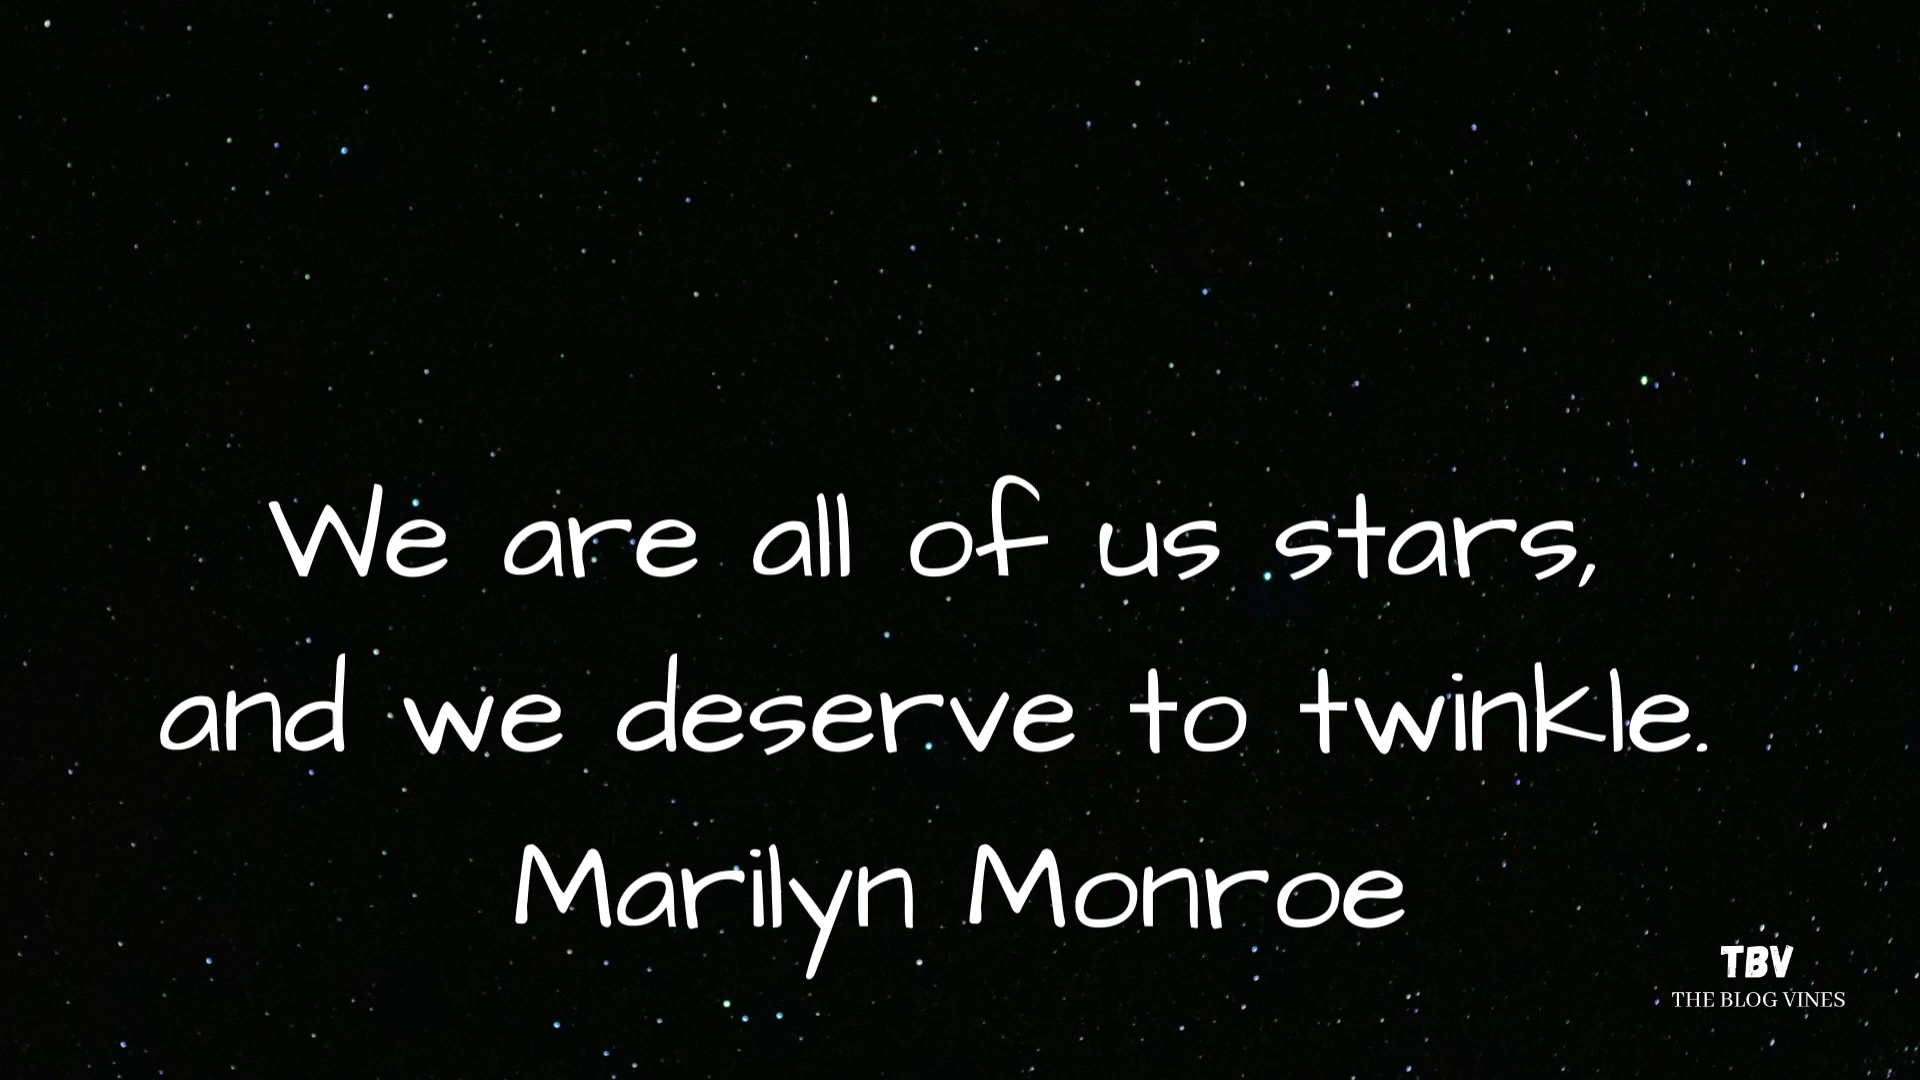 We are all of us stars,
and we deserve to twinkle.
Marilyn Monroe
TBV
THE BLOG VINES